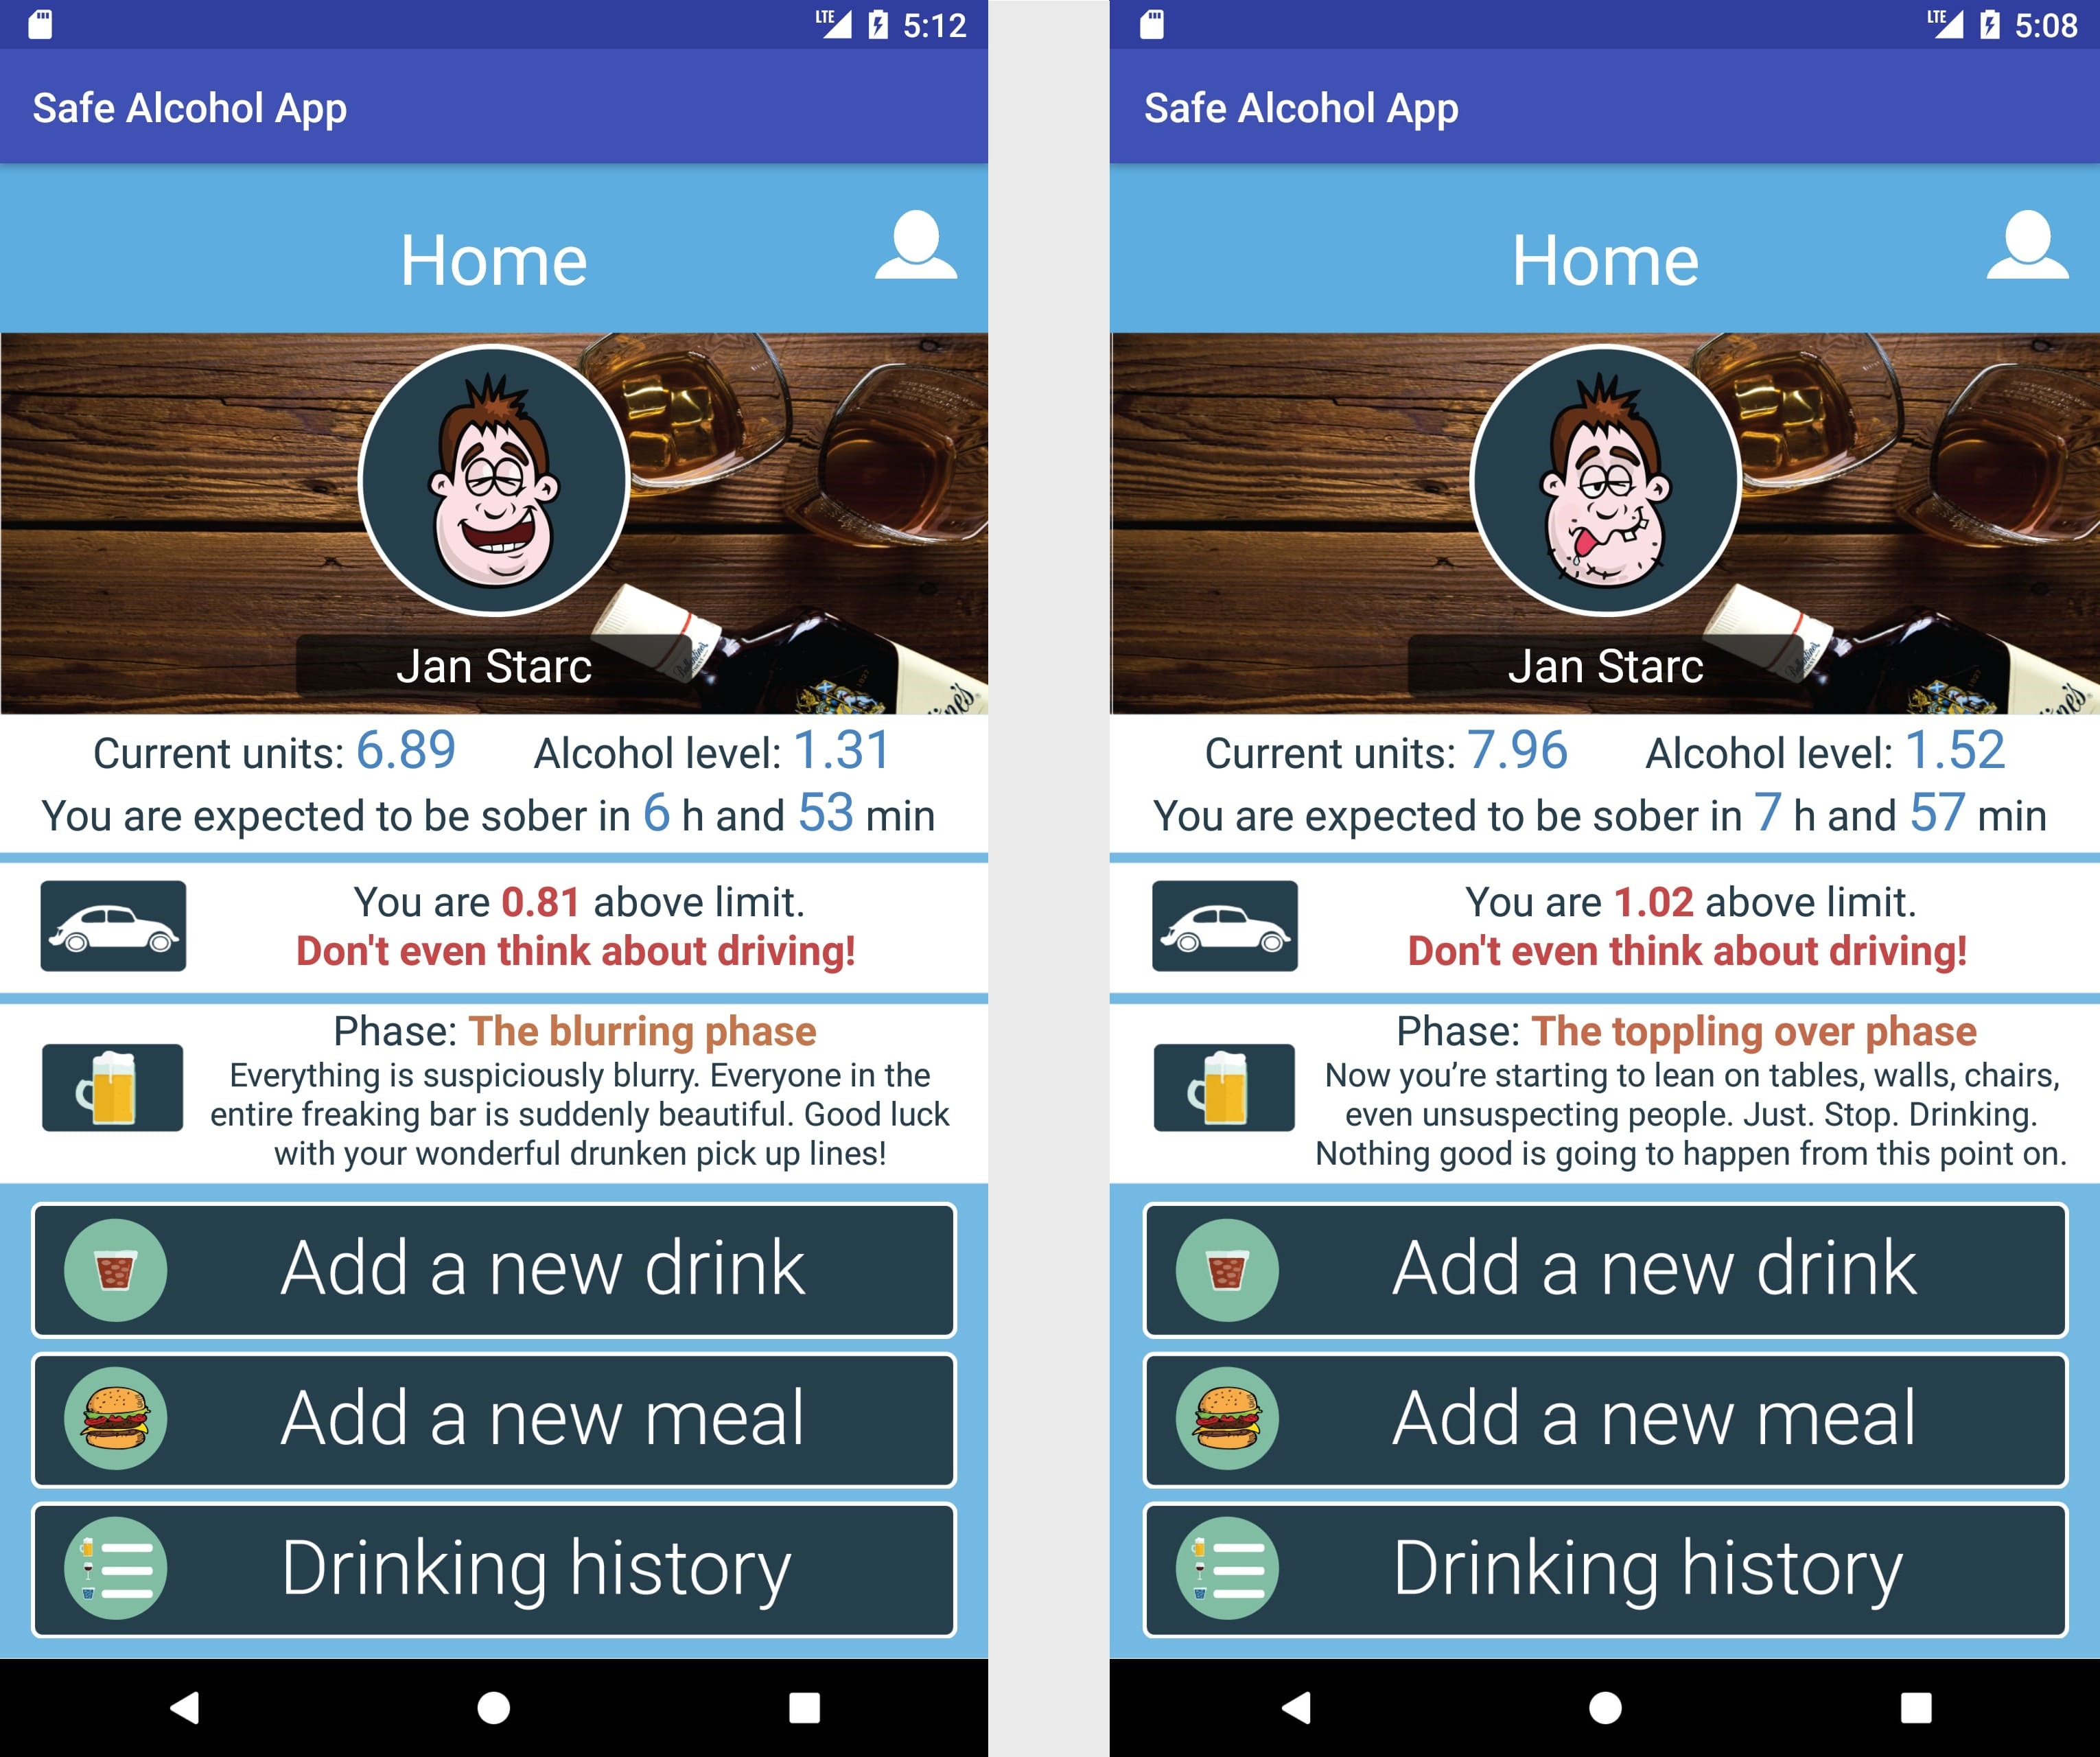 LTE 5:12
Safe Alcohol App
Home
Jan Starc
Current units: 6.89 Alcohol level: 1.31
You are expected to be sober in 6 h and 53 min
You are 0.81 above limit.
Don't even think about driving!
Phase: The blurring phase
Everything is suspiciously blurry. Everyone in the
entire freaking bar is suddenly beautiful. Good luck
with your wonderful drunken pick up lines!
Add a new drink
Add a new meal
Drinking history
LTE 5:08
Safe Alcohol App
Home
Jan Starc
Current units: 7.96 Alcohol level: 1.52
You are expected to be sober in 7 h and 57 min
You are 1.02 above limit.
Don't even think about driving!
Phase: The toppling over phase
Now you’re starting to lean on tables, walls, chairs,
even unsuspecting people. Just. Stop. Drinking.
Nothing good is going to happen from this point on.
Add a new drink
Add a new meal
Drinking history